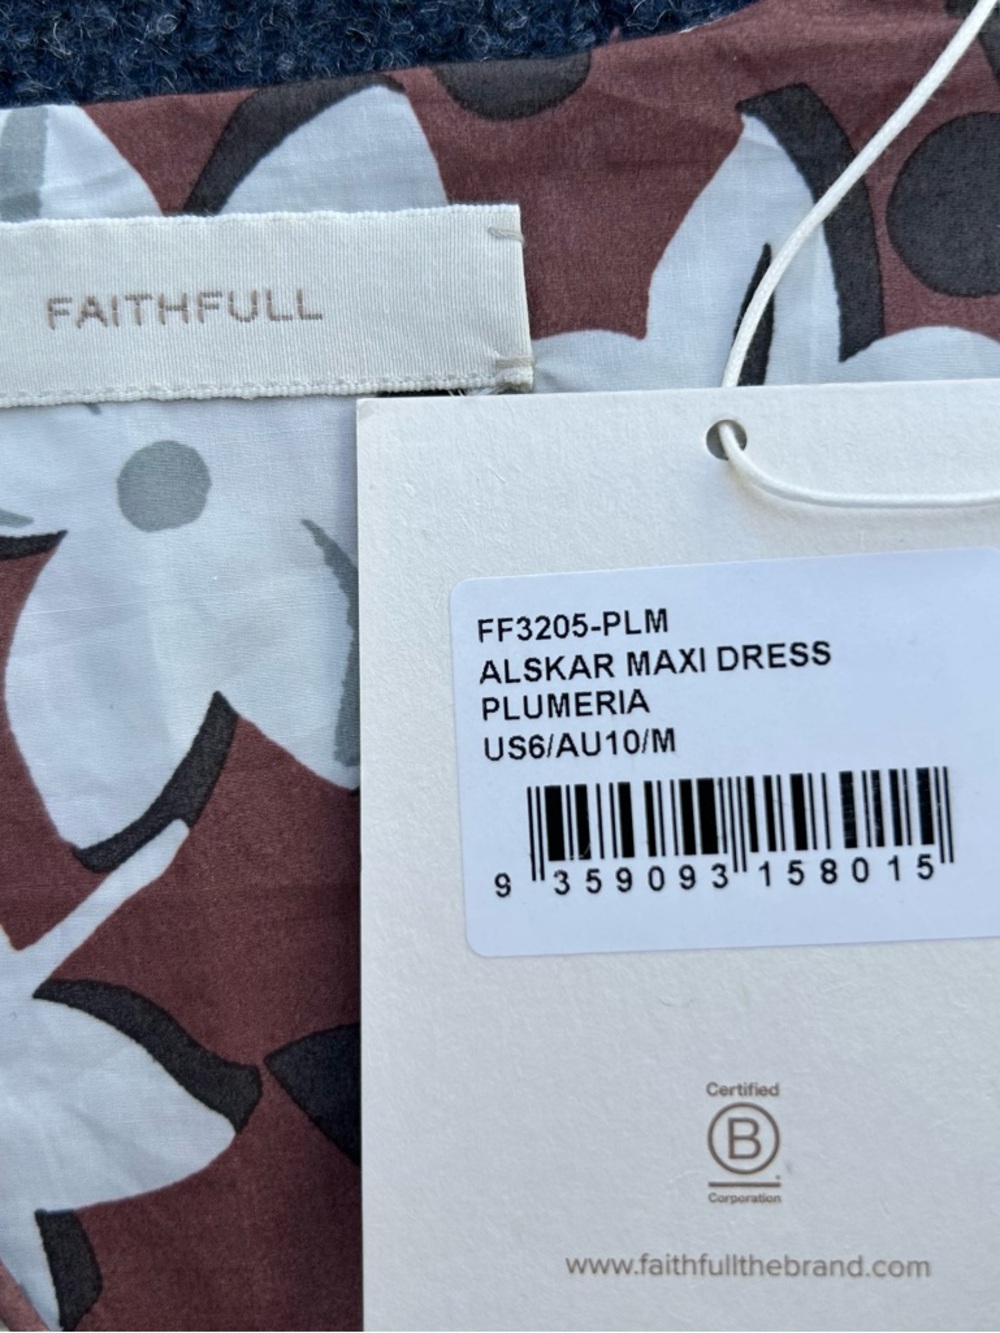 FAITHFULL
FF3205-PLM
ALSKAR MAXI DRESS
PLUMERIA
US6/AU10/M
9 359093 158015
Certified
B
Corporation
www.faithfullthebrand.com